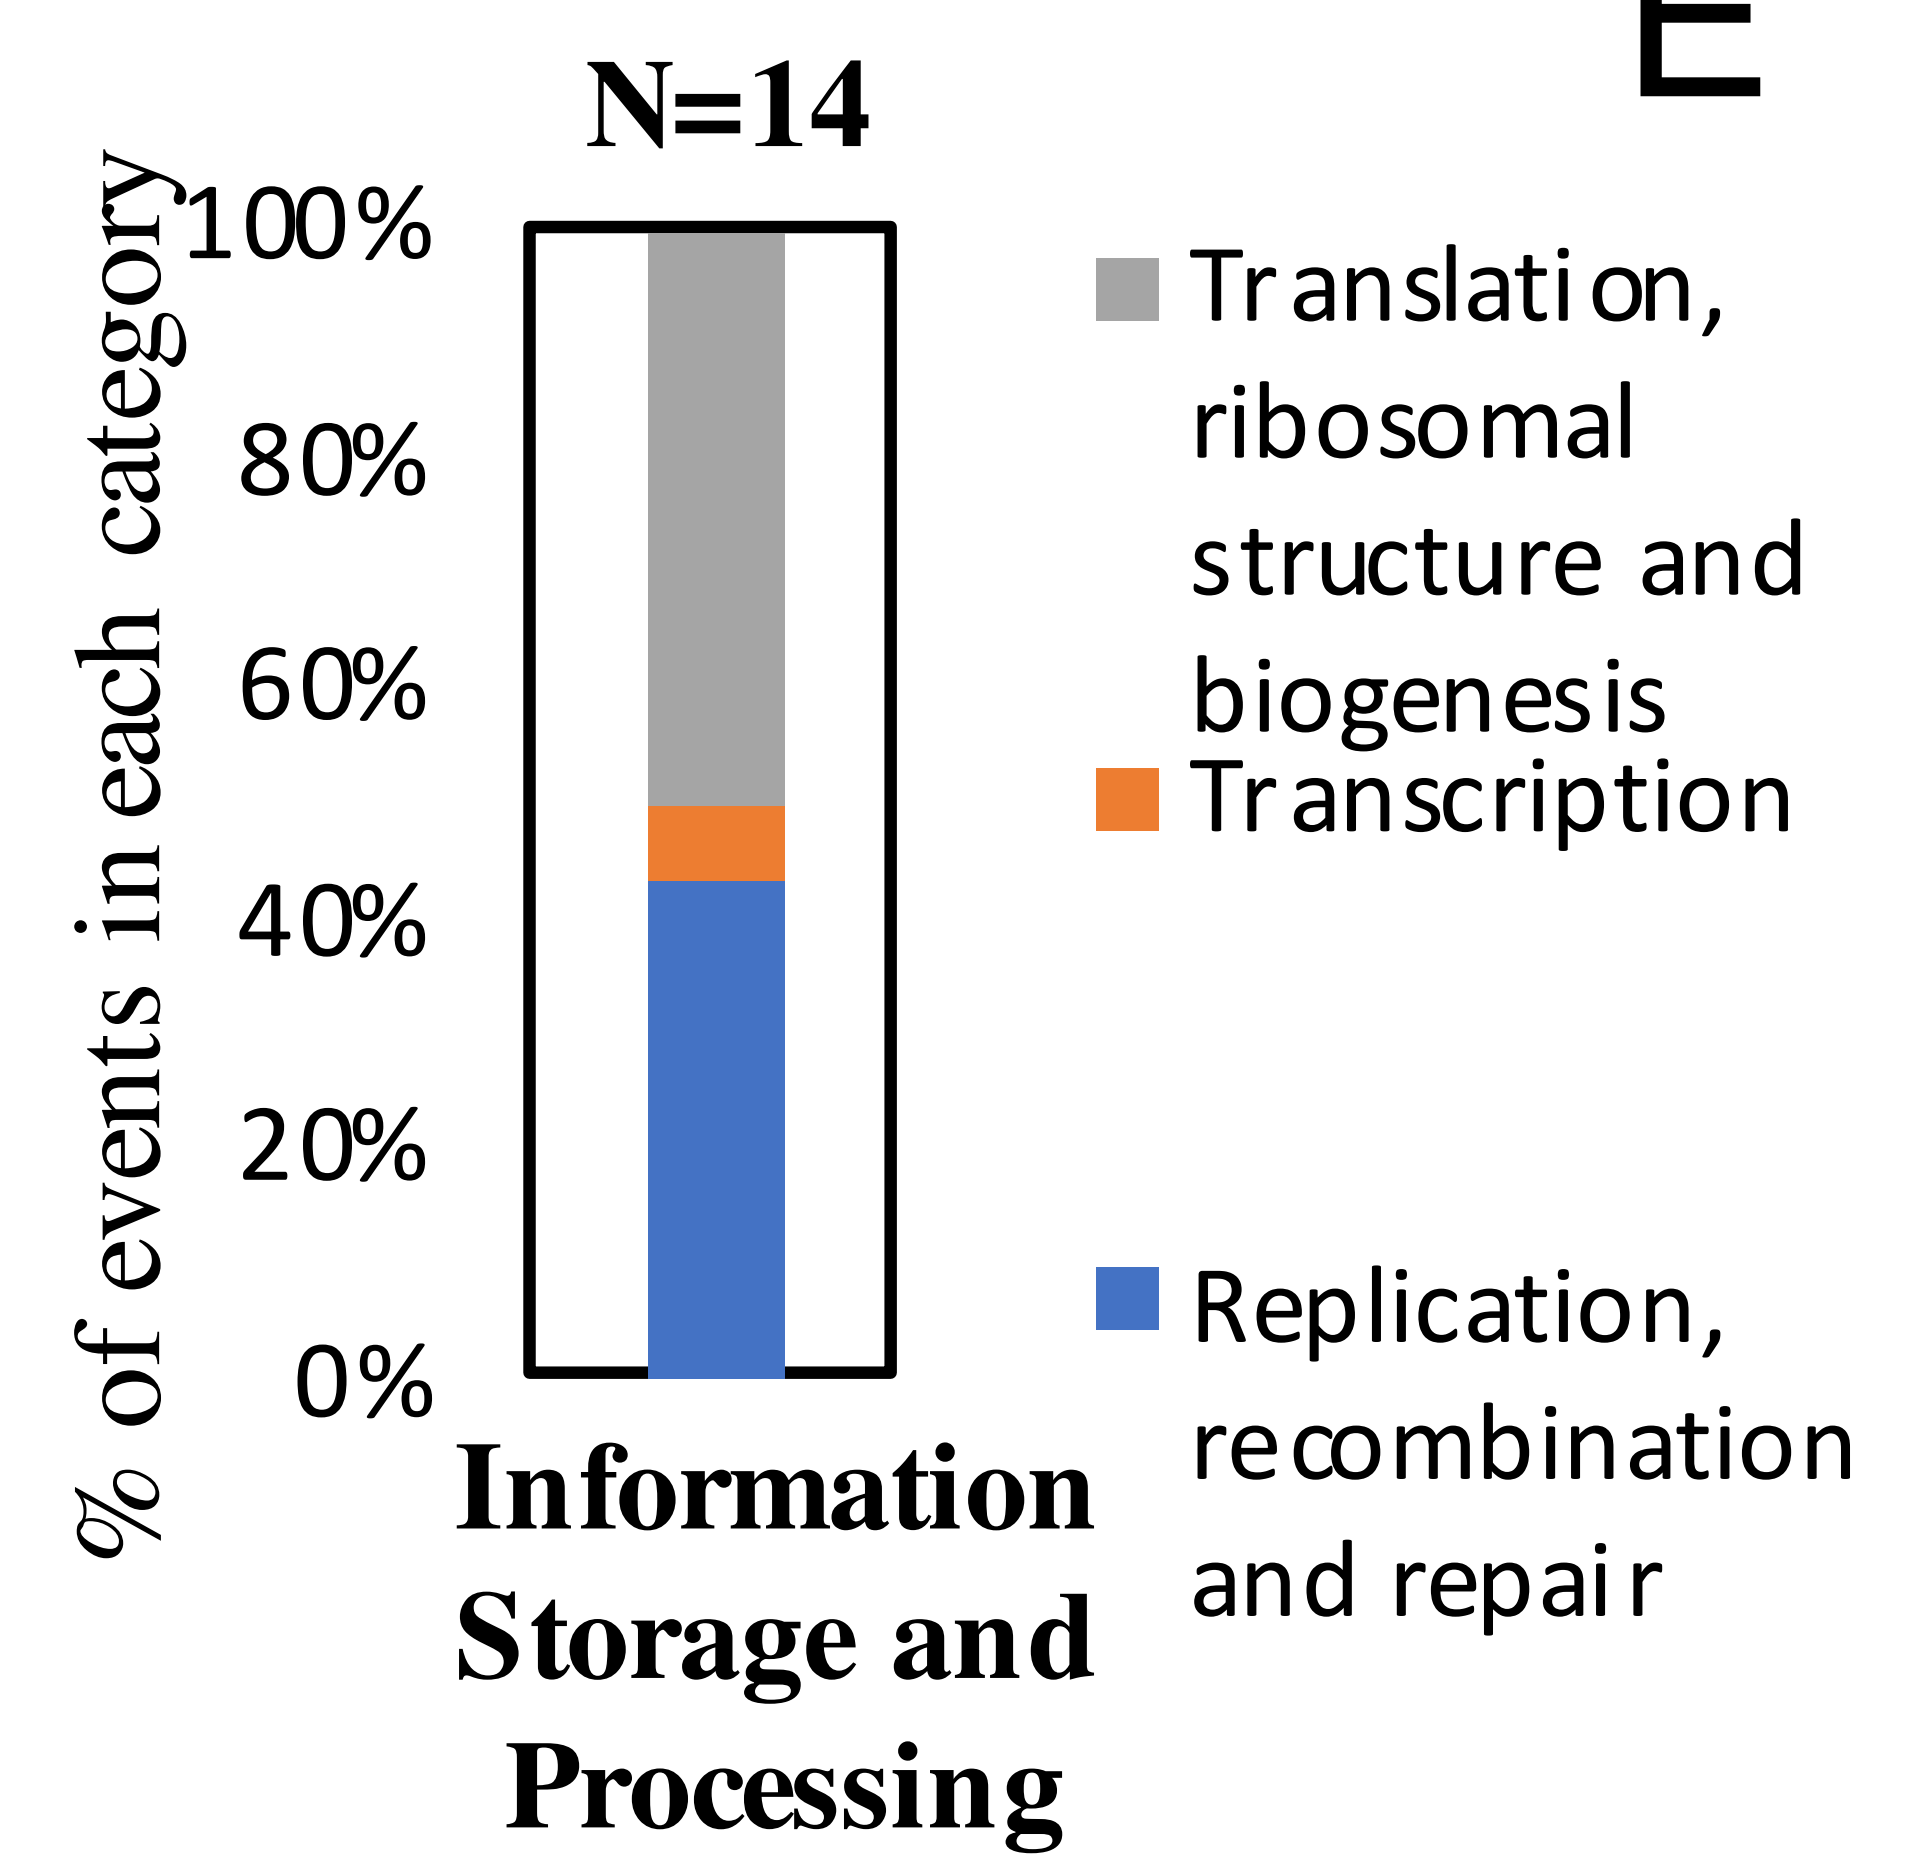 E
N=14
% of events in each category
100%
80%
60%
40%
20%
0%
Information
Storage and
Processing
Translation,
ribosomal
structure and
biogenesis
Transcription
Replication,
recombination
and repair